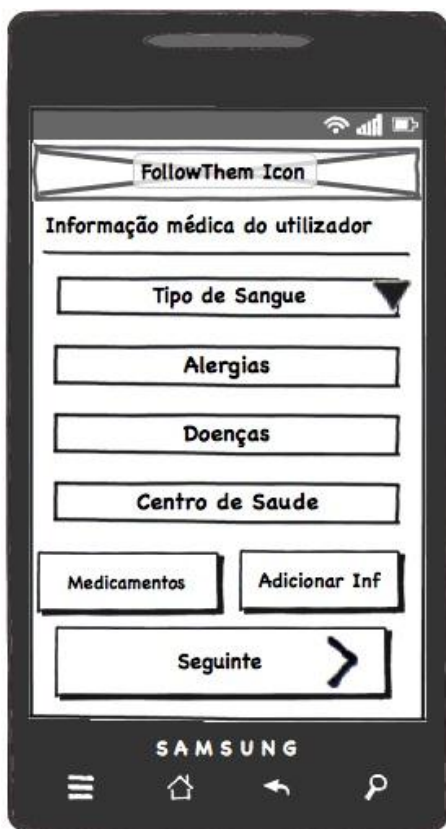 FollowThem Icon
Informação médica do utilizador
Tipo de Sangue
Alergias
Doenças
Centro de Saude
Medicamentos
Adicionar Inf
Seguinte
SAMSUNG